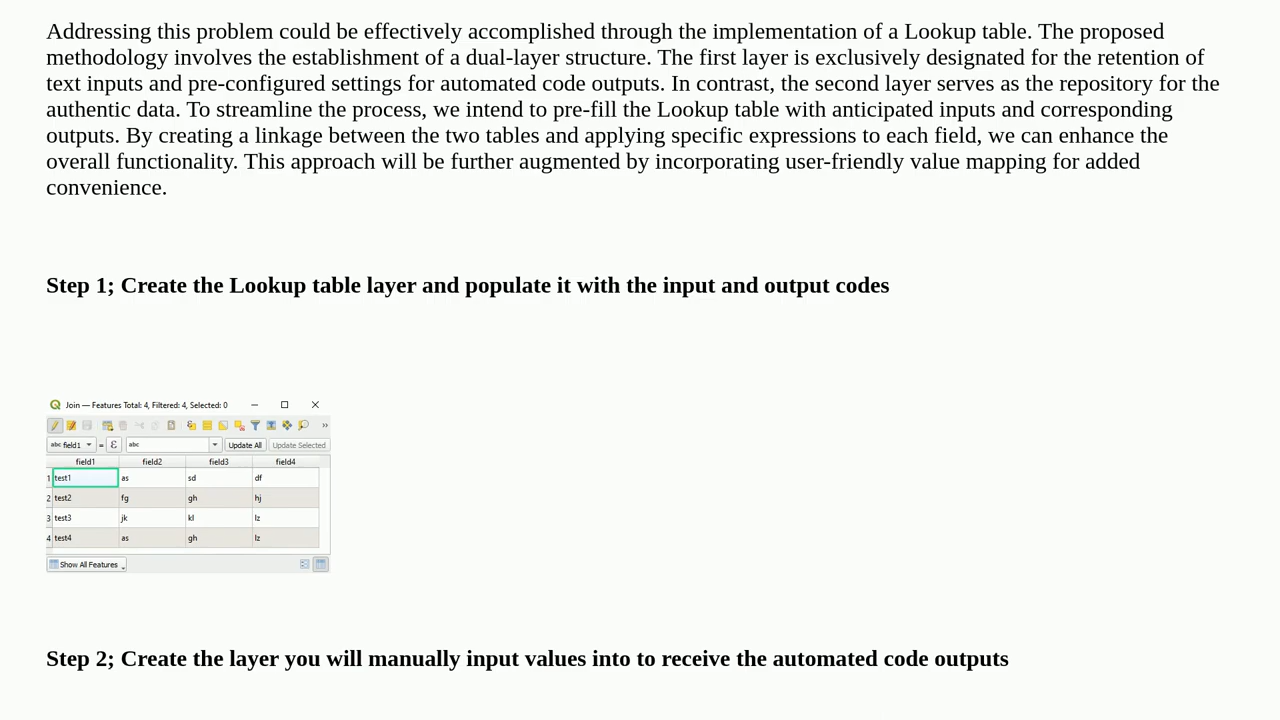 Addressing this problem could be effectively accomplished through the implementation of a Lookup table. The proposed
methodology involves the establishment of a dual-layer structure. The first layer is exclusively designated for the retention of
text inputs and pre-configured settings for automated code outputs. In contrast, the second layer serves as the repository for the
authentic data. To streamline the process, we intend to pre-fill the Lookup table with anticipated inputs and corresponding
outputs. By creating a linkage between the two tables and applying specific expressions to each field, we can enhance the
overall functionality. This approach will be further augmented by incorporating user-friendly value mapping for added
convenience.
Step 1; Create the Lookup table layer and populate it with the input and output codes
Join — Features Total: 4, Filtered: 4, Selected: 0
abc field1 = ε abc Update All Update Selected
field1 field2 field3 field4
1 test1 as sd df
2 test2 fg gh hj
3 test3 jk kl lz
4 test4 as gh lz
Show All Features
Step 2; Create the layer you will manually input values into to receive the automated code outputs